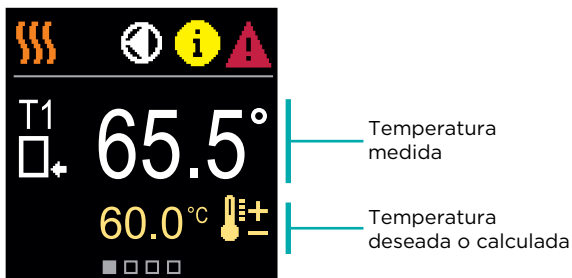 i
T1
65.5°
60.0°C
Temperatura
medida
Temperatura
deseada o calculada